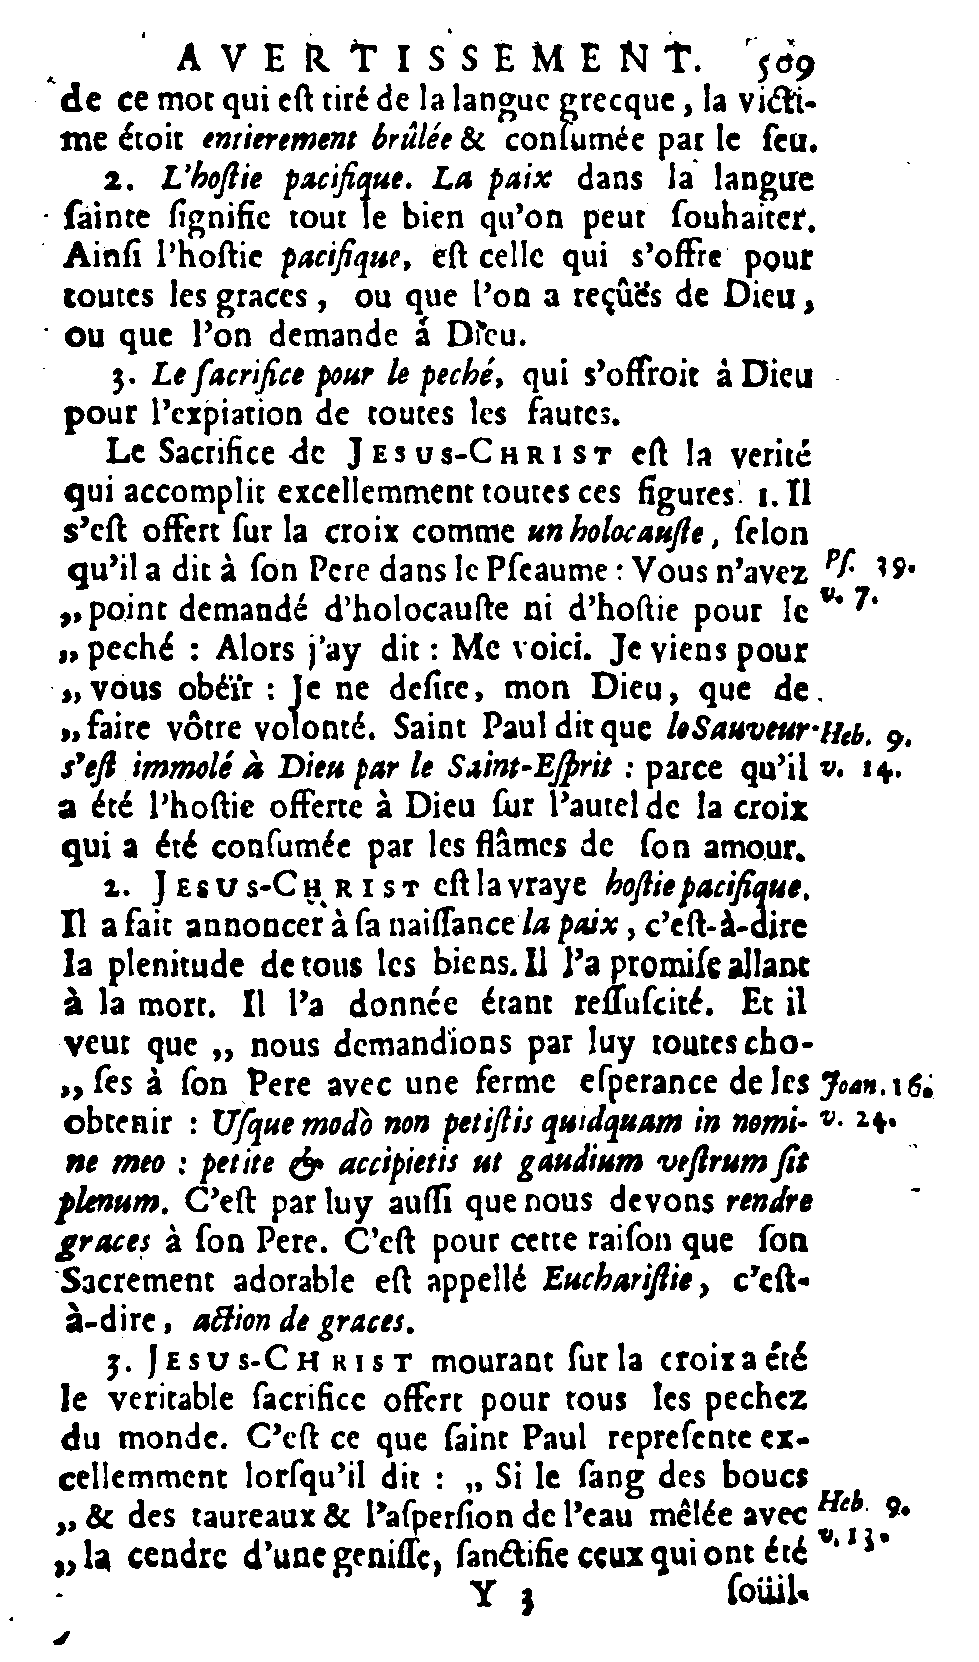 AVERTISSEMENT. 509
de ce mot qui eſt tiré de la langue grecque, la victi-
me étoit entierement brûlée & conſumée par le feu.
2. L'hoſtie pacifique. La paix dans la langue
ſainte ſignifie tout le bien qu'on peut ſouhaiter.
Ainſi l'hoſtie pacifique, eſt celle qui s'offre pour
toutes les graces, ou que l'on a reçûës de Dieu,
ou que l'on demande à Dieu.
3. Le ſacrifice pour le peché, qui s'offroit à Dieu
pour l'expiation de toutes les fautes.
Le Sacrifice de JESUS-CHRIST eſt la verité
qui accomplit excellemment toutes ces figures. 1. Il
s'eſt offert ſur la croix comme un holocauſte, ſelon
qu'il a dit à ſon Pere dans le Pſeaume : Vous n'avez Pſ. 39.
„ point demandé d'holocauſte ni d'hoſtie pour le v. 7.
„ peché : Alors j'ay dit : Me voici. Je viens pour
„ vous obéïr : Je ne deſire, mon Dieu, que de
„ faire vôtre volonté. Saint Paul dit que le Sauveur Heb. 9.
s'eſt immolé à Dieu par le Saint-Eſprit : parce qu'il v. 14.
a été l'hoſtie offerte à Dieu ſur l'autel de la croix
qui a été conſumée par les flâmes de ſon amour.
2. JESUS-CHRIST eſt la vraye hoſtie pacifique.
Il a fait annoncer à ſa naiſſance la paix, c'eſt-à-dire
la plenitude de tous les biens. Il l'a promiſe allant
à la mort. Il l'a donnée étant reſſuſcité. Et il
veut que „ nous demandions par luy toutes cho-
„ ſes à ſon Pere avec une ferme eſperance de les Joan. 16.
obtenir : Uſque modò non petiſtis quidquam in nomi- v. 24.
ne meo : petite & accipietis ut gaudium veſtrum ſit
plenum. C'eſt par luy auſſi que nous devons rendre
graces à ſon Pere. C'eſt pour cette raiſon que ſon
Sacrement adorable eſt appellé Euchariſtie, c'eſt-
à-dire, action de graces.
3. JESUS-CHRIST mourant ſur la croix a été
le veritable ſacrifice offert pour tous les pechez
du monde. C'eſt ce que ſaint Paul repreſente ex-
cellemment lorſqu'il dit : „ Si le ſang des boucs
„ & des taureaux & l'aſperſion de l'eau mêlée avec Heb. 9.
„ la cendre d'une geniſſe, ſanctifie ceux qui ont été v. 13.
Y 3 ſoüil-